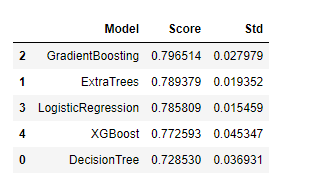 Model Score Std
2 GradientBoosting 0.796514 0.027979
1 ExtraTrees 0.789379 0.019352
3 LogisticRegression 0.785809 0.015459
4 XGBoost 0.772593 0.045347
0 DecisionTree 0.728530 0.036931